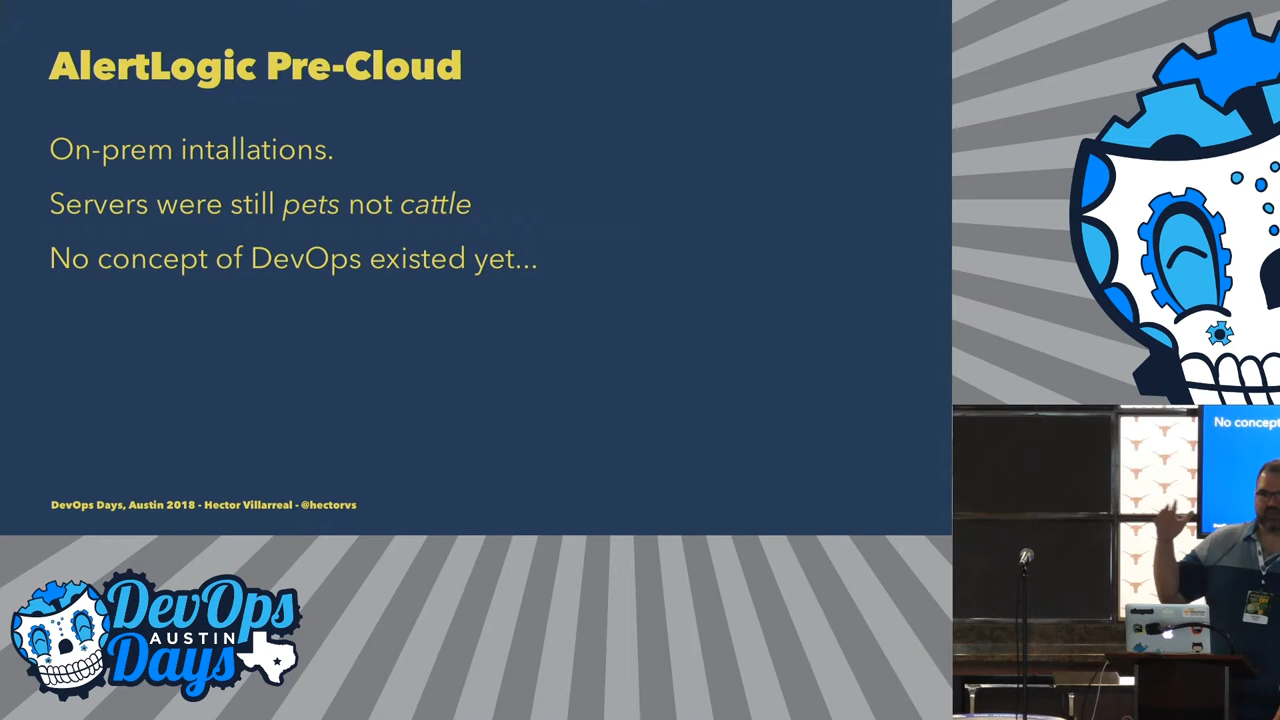 AlertLogic Pre-Cloud
On-prem intallations.
Servers were still pets not cattle
No concept of DevOps existed yet...
DevOps Days, Austin 2018 - Hector Villarreal - @hectorvs
DevOps
AUSTIN
Days
No concept